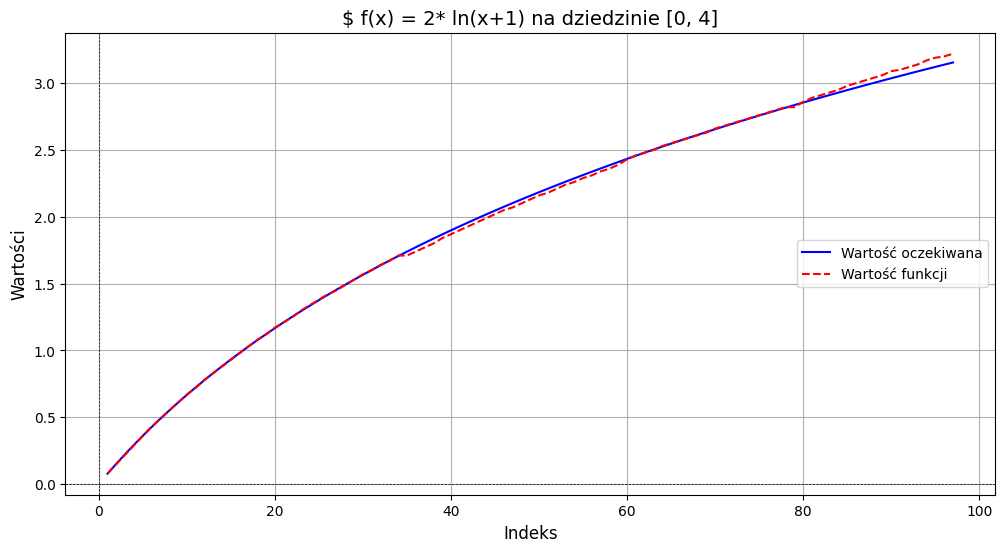 $ f(x) = 2* ln(x+1) na dziedzinie [0, 4]
Wartości
3.0
2.5
2.0
1.5
1.0
0.5
0.0
Wartość oczekiwana
Wartość funkcji
0 20 40 60 80 100
Indeks